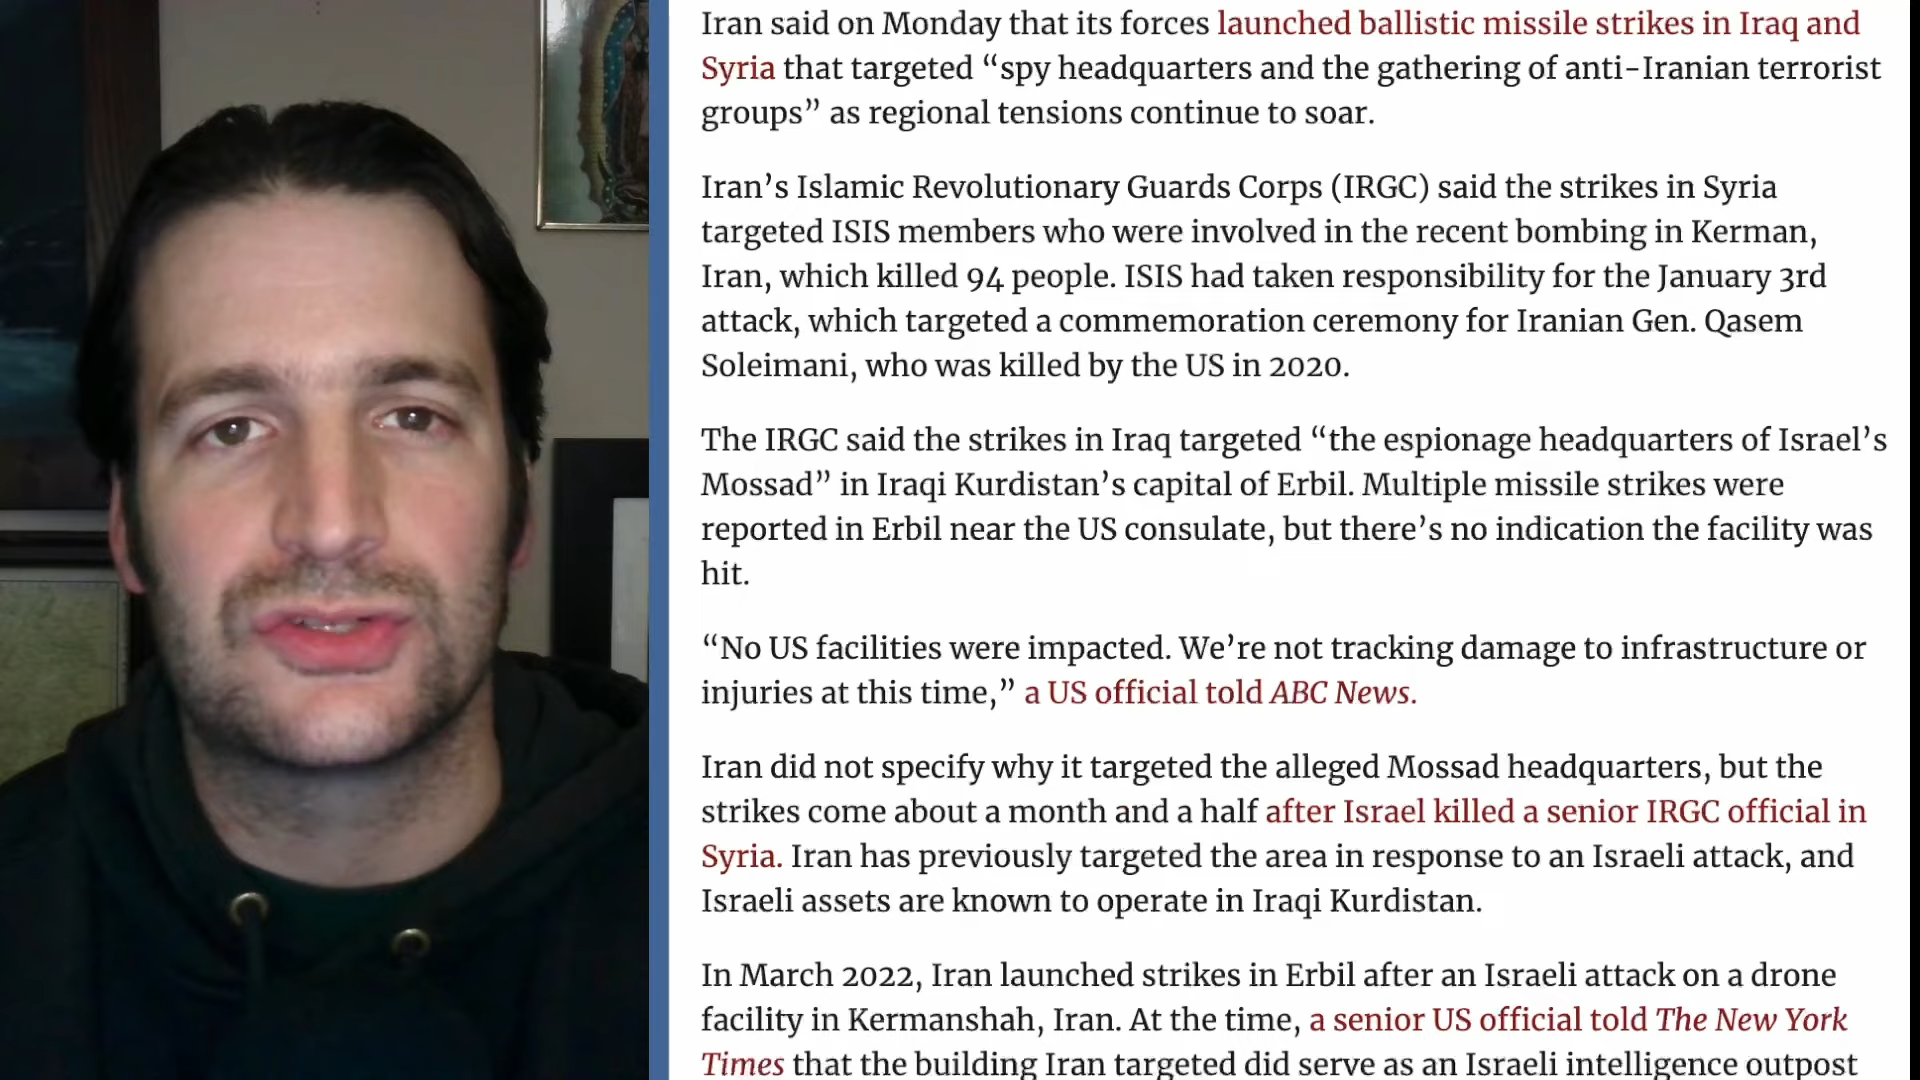 Iran said on Monday that its forces launched ballistic missile strikes in Iraq and
Syria that targeted “spy headquarters and the gathering of anti-Iranian terrorist
groups” as regional tensions continue to soar.
Iran’s Islamic Revolutionary Guards Corps (IRGC) said the strikes in Syria
targeted ISIS members who were involved in the recent bombing in Kerman,
Iran, which killed 94 people. ISIS had taken responsibility for the January 3rd
attack, which targeted a commemoration ceremony for Iranian Gen. Qasem
Soleimani, who was killed by the US in 2020.
The IRGC said the strikes in Iraq targeted “the espionage headquarters of Israel’s
Mossad” in Iraqi Kurdistan’s capital of Erbil. Multiple missile strikes were
reported in Erbil near the US consulate, but there’s no indication the facility was
hit.
“No US facilities were impacted. We’re not tracking damage to infrastructure or
injuries at this time,” a US official told ABC News.
Iran did not specify why it targeted the alleged Mossad headquarters, but the
strikes come about a month and a half after Israel killed a senior IRGC official in
Syria. Iran has previously targeted the area in response to an Israeli attack, and
Israeli assets are known to operate in Iraqi Kurdistan.
In March 2022, Iran launched strikes in Erbil after an Israeli attack on a drone
facility in Kermanshah, Iran. At the time, a senior US official told The New York
Times that the building Iran targeted did serve as an Israeli intelligence outpost